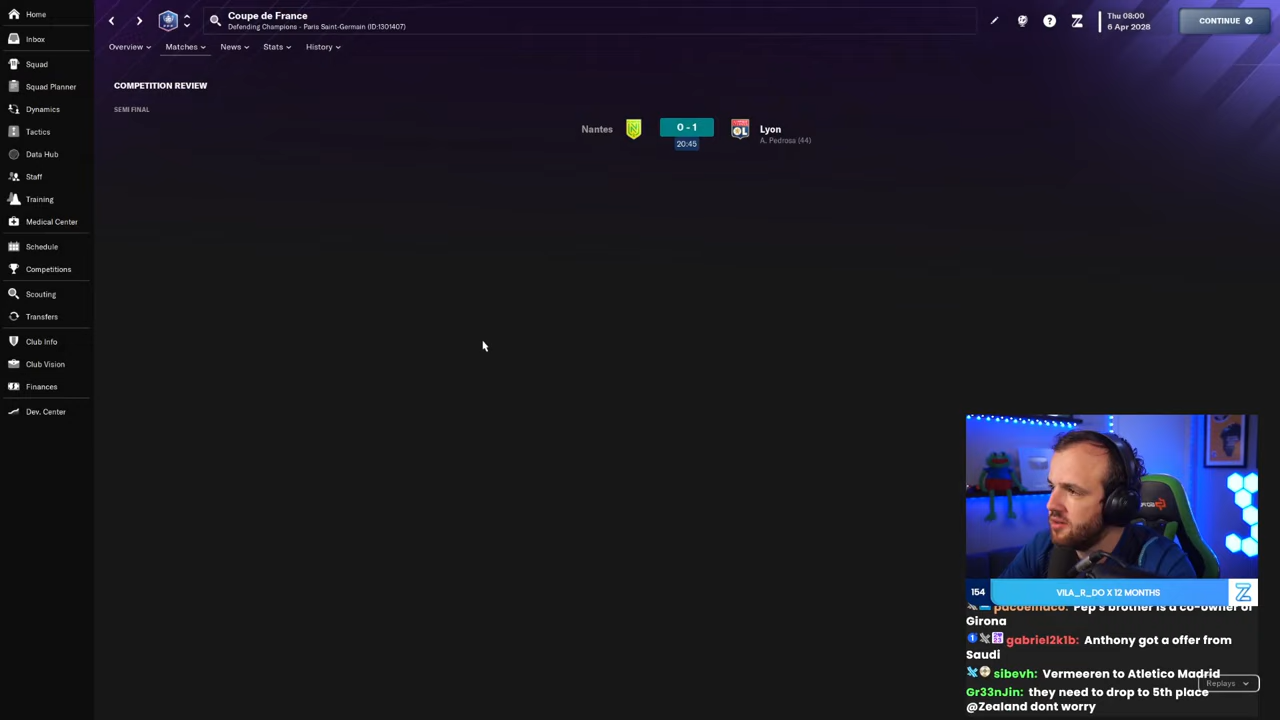 Home
Inbox
Squad
Squad Planner
Dynamics
Tactics
Data Hub
Staff
Training
Medical Center
Schedule
Competitions
Scouting
Transfers
Club Info
Club Vision
Finances
Dev. Center
Coupe de France
Defending Champions - Paris Saint-Germain (ID:1301407)
Thu 08:00
6 Apr 2028
CONTINUE
Overview
Matches
News
Stats
History
COMPETITION REVIEW
SEMI FINAL
Nantes
0 - 1
Lyon
20:45
A. Pedrosa (44)
154
VILA_R_DO X 12 MONTHS
pacoelflaco: Pep's brother is a co-owner of
Girona
gabriel2k1b: Anthony got a offer from
Saudi
sibevh: Vermeeren to Atletico Madrid
Replays
Gr33nJin: they need to drop to 5th place
@Zealand dont worry